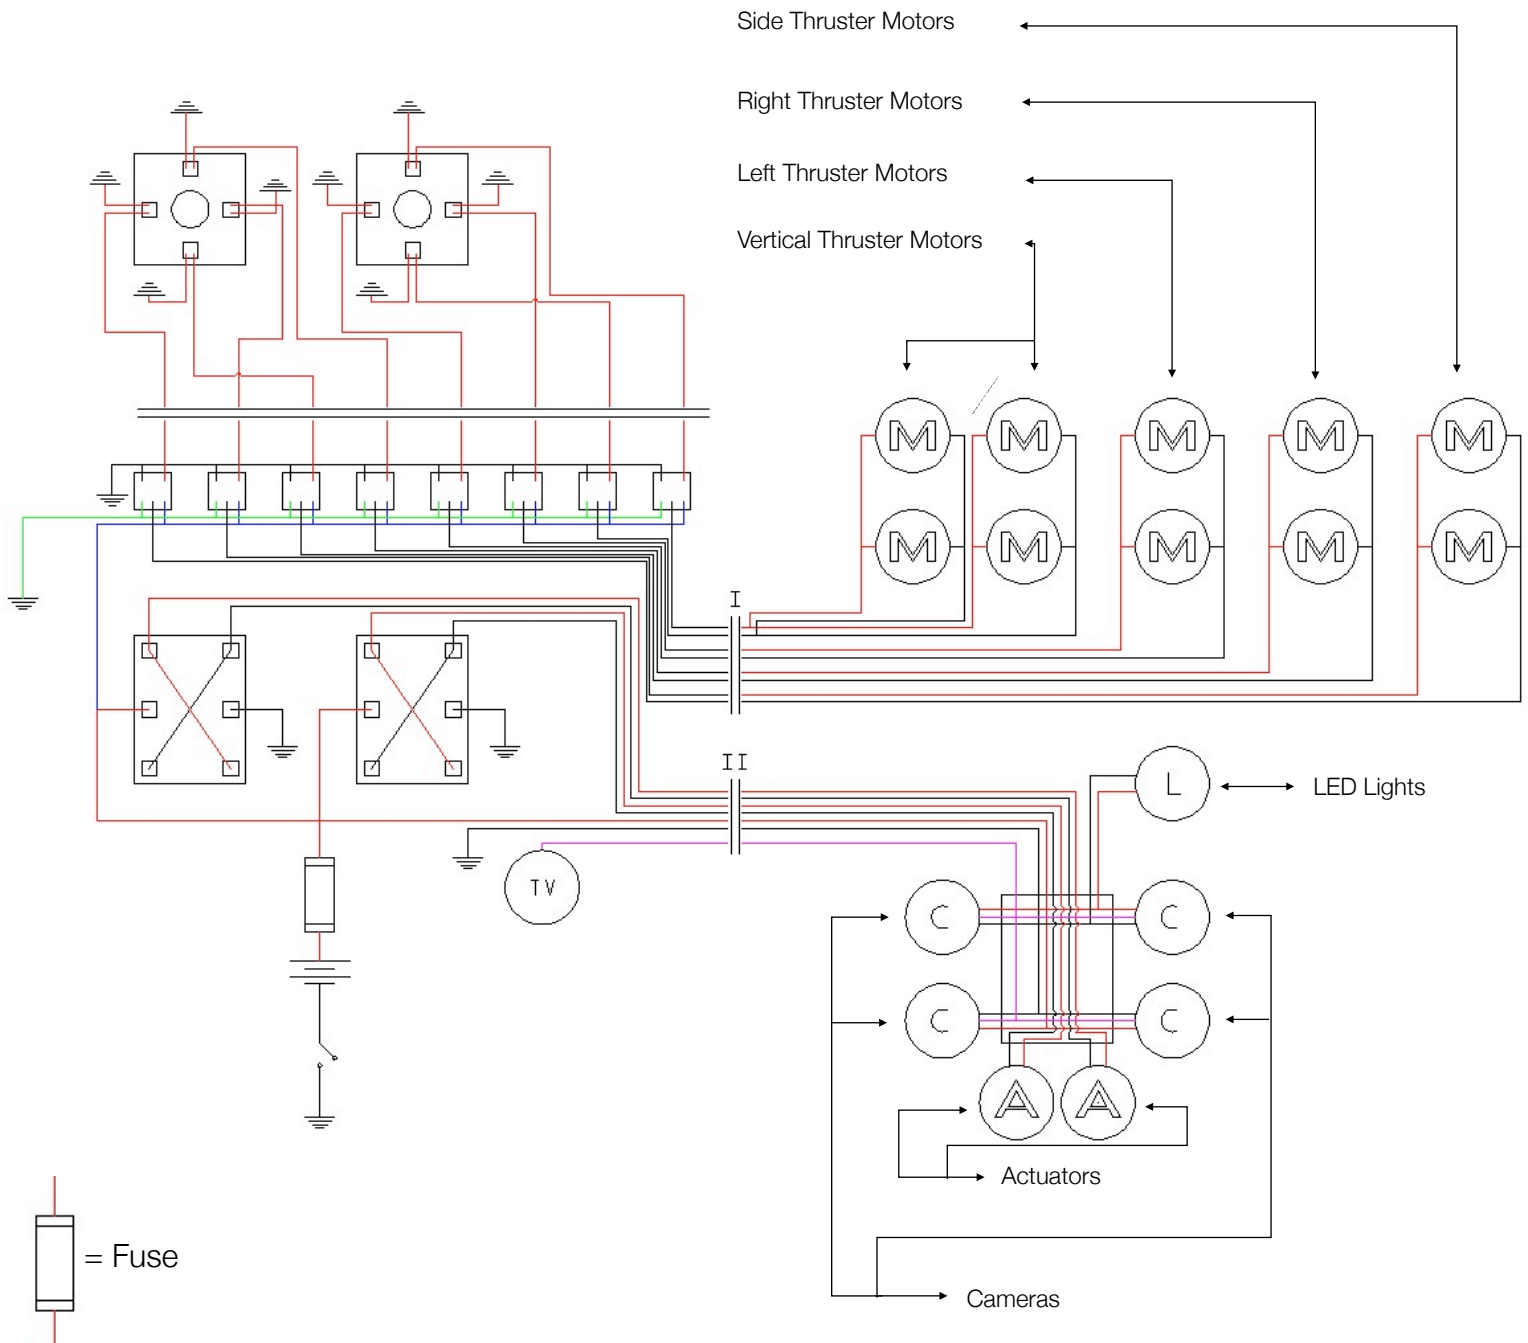 Side Thruster Motors
Right Thruster Motors
Left Thruster Motors
Vertical Thruster Motors
M M M M M
M M M M M
I
II
L
LED Lights
TV
C C
C C
A A
Actuators
= Fuse
Cameras